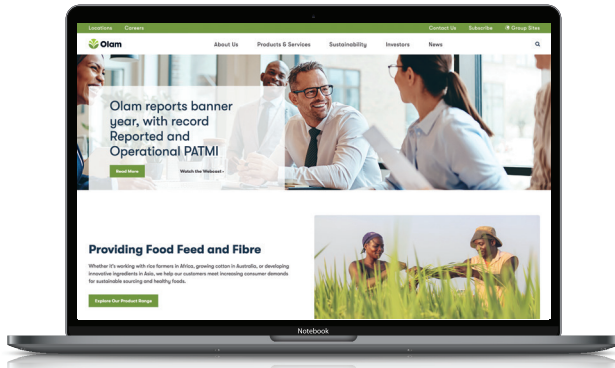 Locations Careers Contact Us Subscribe Group Sites
Olam About Us Products & Services Sustainability Investors News
Olam reports banner
year, with record
Reported and
Operational PATMI
Read More Watch the Webcast ›
Providing Food Feed and Fibre
Whether it's working with rice farmers in Africa, growing cotton in Australia, or developing
innovative ingredients in Asia, we help our customers meet increasing consumer demands
for sustainable sourcing and healthy foods.
Explore Our Product Range
Notebook